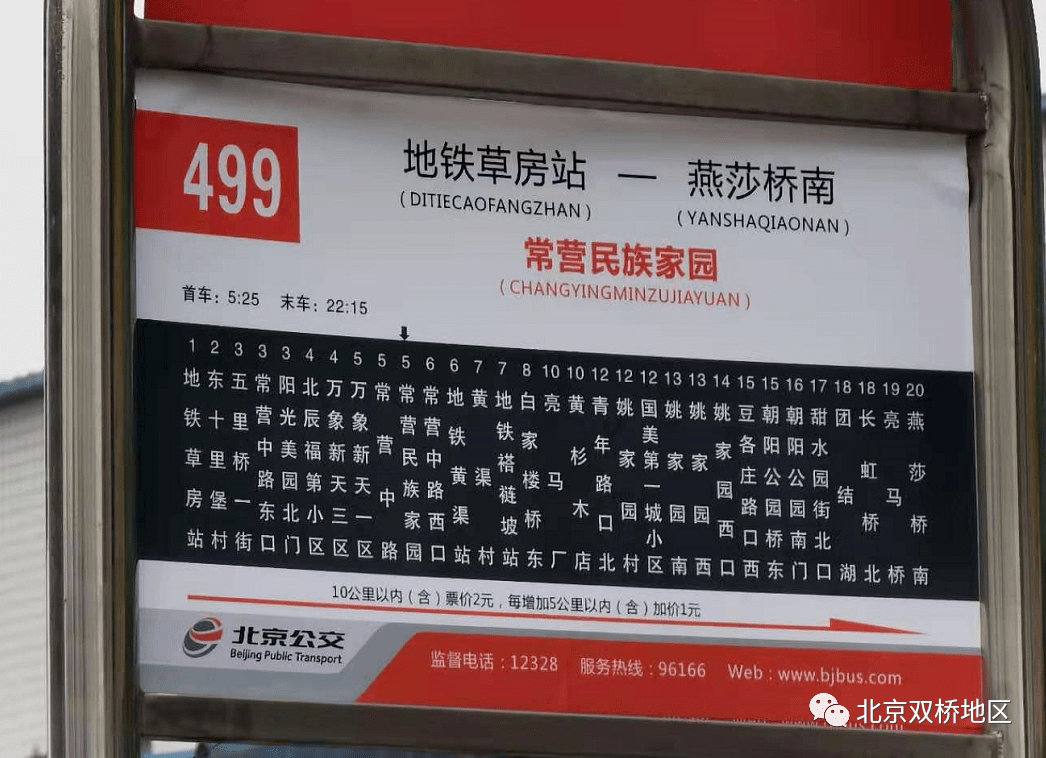 499
地铁草房站 — 燕莎桥南
(DITIECAOFANGZHAN) (YANSHAQIAONAN)
常营民族家园
(CHANGYINGMINZUJIAYUAN)
首车: 5:25 末车: 22:15
1 2 3 3 3 4 4 5 5 5 6 6 7 7 8 10 10 12 12 12 13 13 14 15 15 16 17 18 18 19 20
地铁草房站
东十里堡村
五里桥一街
常营中路东口
阳光美园北门
北辰福第小区
万象新天三区
万象新天一区
常营中路
常营民族家园
常营中路西口
地铁黄渠站
黄渠村
地铁褡裢坡站
白家楼桥东
亮马厂
黄杉木店
青年路口北
姚家园村
国美第一城小区
姚家园南
姚家园西
姚家园西口
豆各庄路口西
朝阳公园桥东
朝阳公园南门
甜水园街北口
团结湖
长虹桥北
亮马桥
燕莎桥南
10公里以内（含）票价2元，每增加5公里以内（含）加价1元
北京公交
Beijing Public Transport
监督电话：12328 服务热线：96166 Web：www.bjbus.com
北京双桥地区